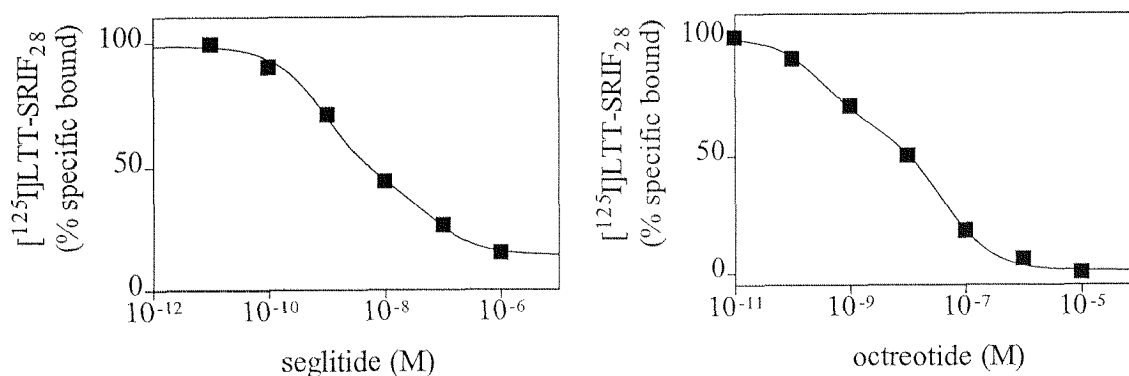 [¹²⁵I]LTT-SRIF₂₈
(% specific bound)
100
50
0
10⁻¹²
10⁻¹⁰
10⁻⁸
10⁻⁶
seglitide (M)
[¹²⁵I]LTT-SRIF₂₈
(% specific bound)
100
50
0
10⁻¹¹
10⁻⁹
10⁻⁷
10⁻⁵
octreotide (M)